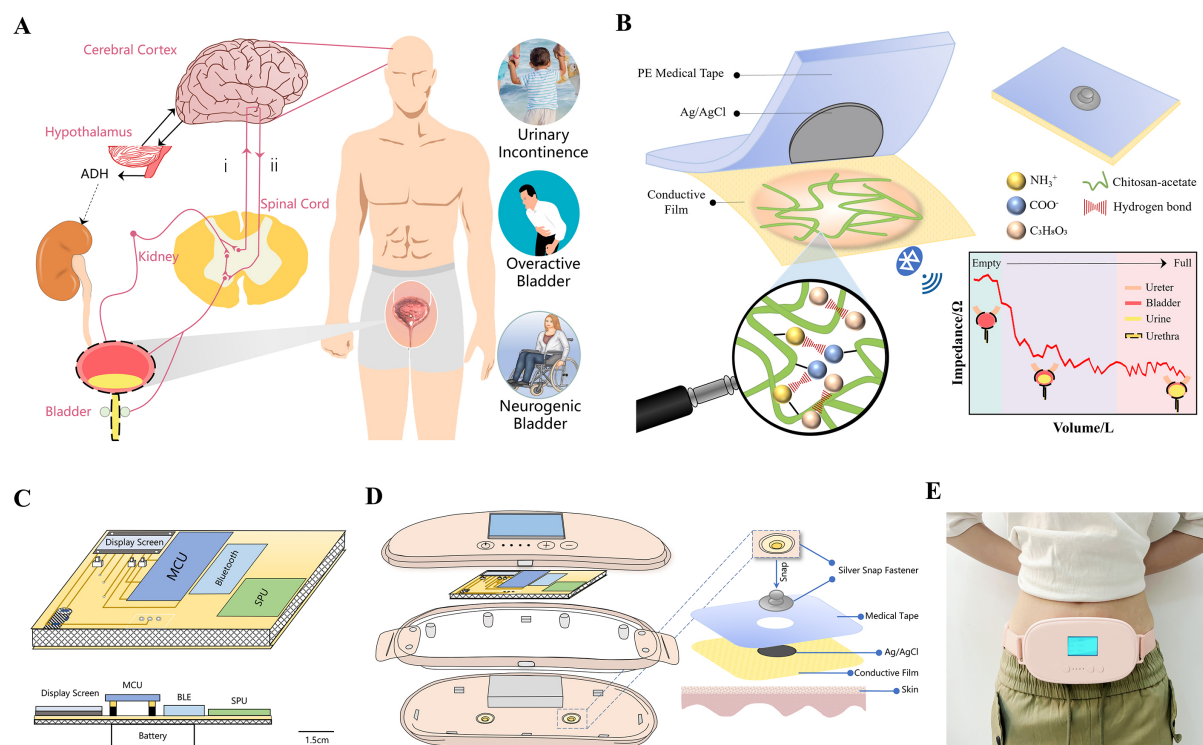 A
Cerebral Cortex
Hypothalamus
ADH
i
ii
Spinal Cord
Kidney
Bladder
Urinary
Incontinence
Overactive
Bladder
Neurogenic
Bladder
B
PE Medical Tape
Ag/AgCl
Conductive
Film
NH₃⁺
COO⁻
C₃H₈O₃
Chitosan-acetate
Hydrogen bond
Empty
Full
Ureter
Bladder
Urine
Urethra
Impedance/Ω
Volume/L
C
Display Screen
MCU
Bluetooth
SPU
Display Screen
MCU
BLE
SPU
Battery
1.5cm
D
Snap
Silver Snap Fastener
Medical Tape
Ag/AgCl
Conductive Film
Skin
E